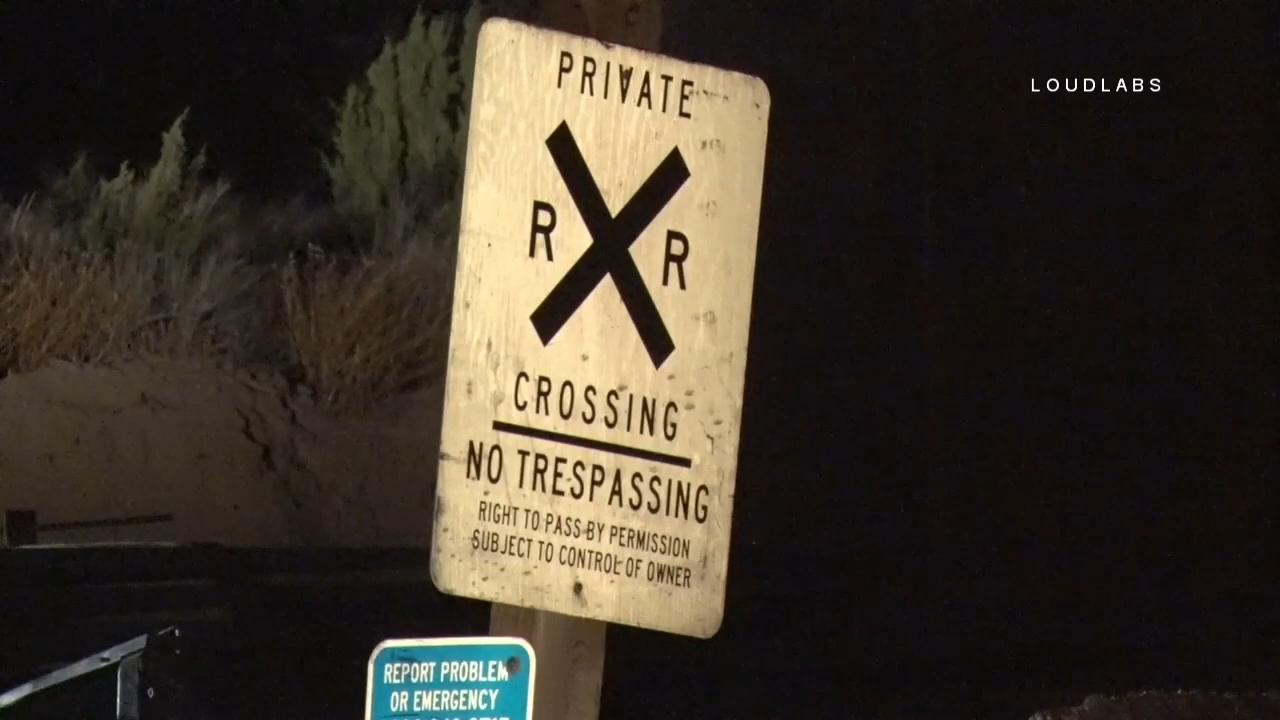 LOUDLABS
PRIVATE
R X R
CROSSING
NO TRESPASSING
RIGHT TO PASS BY PERMISSION
SUBJECT TO CONTROL OF OWNER
REPORT PROBLEM
OR EMERGENCY